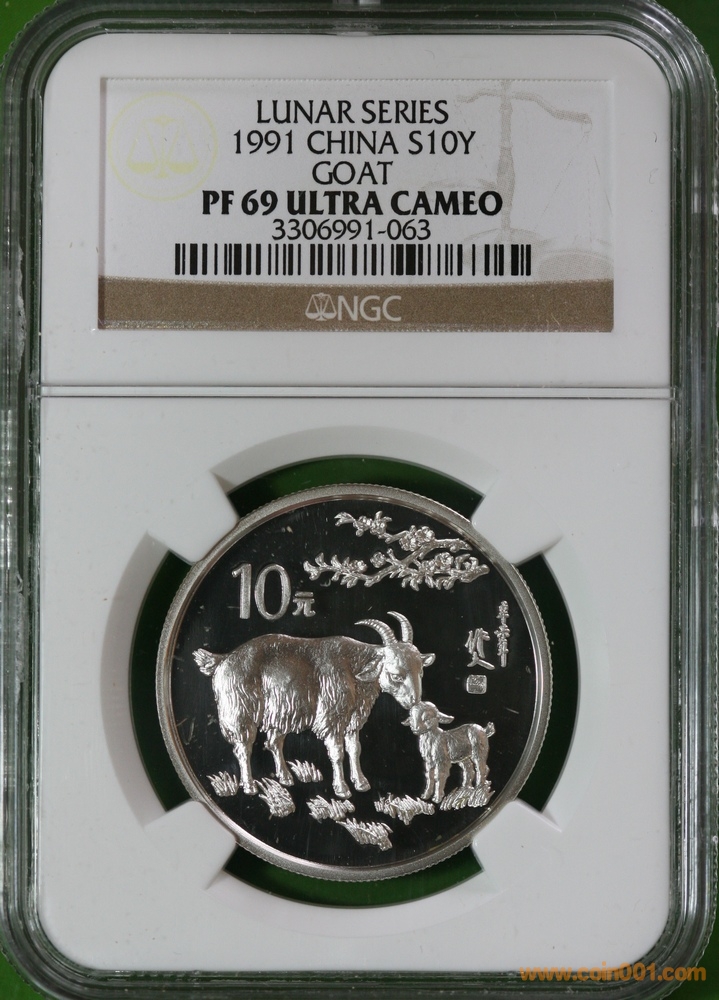 LUNAR SERIES
1991 CHINA S10Y
GOAT
PF 69 ULTRA CAMEO
3306991-063
NGC
10元
www.coin001.com